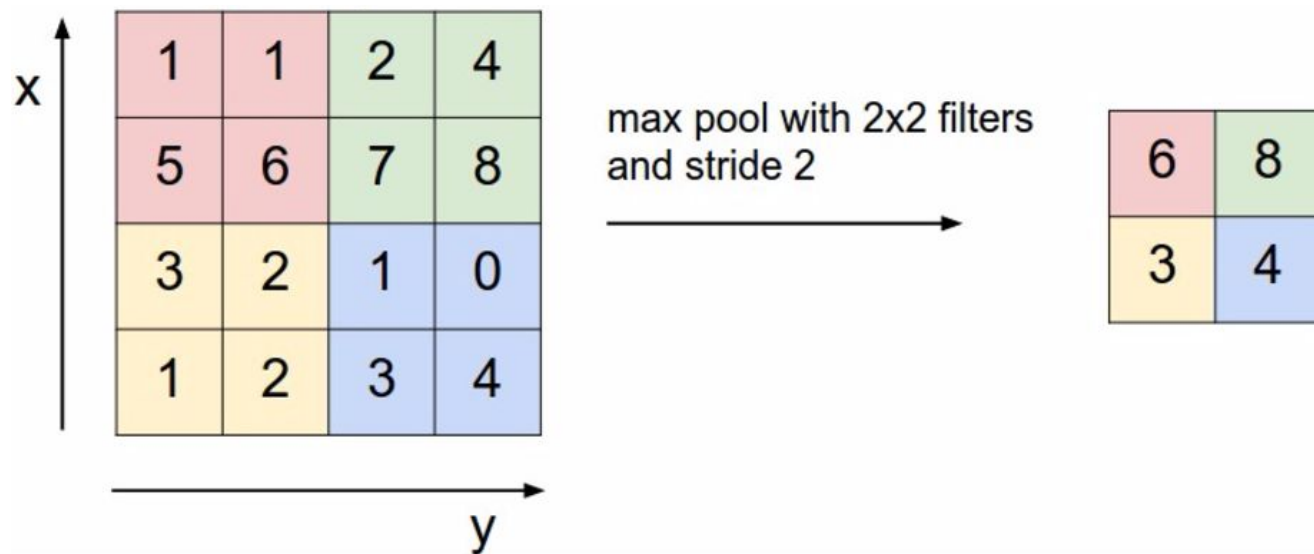 x
1 1 2 4
5 6 7 8
3 2 1 0
1 2 3 4
y
max pool with 2x2 filters
and stride 2
6 8
3 4